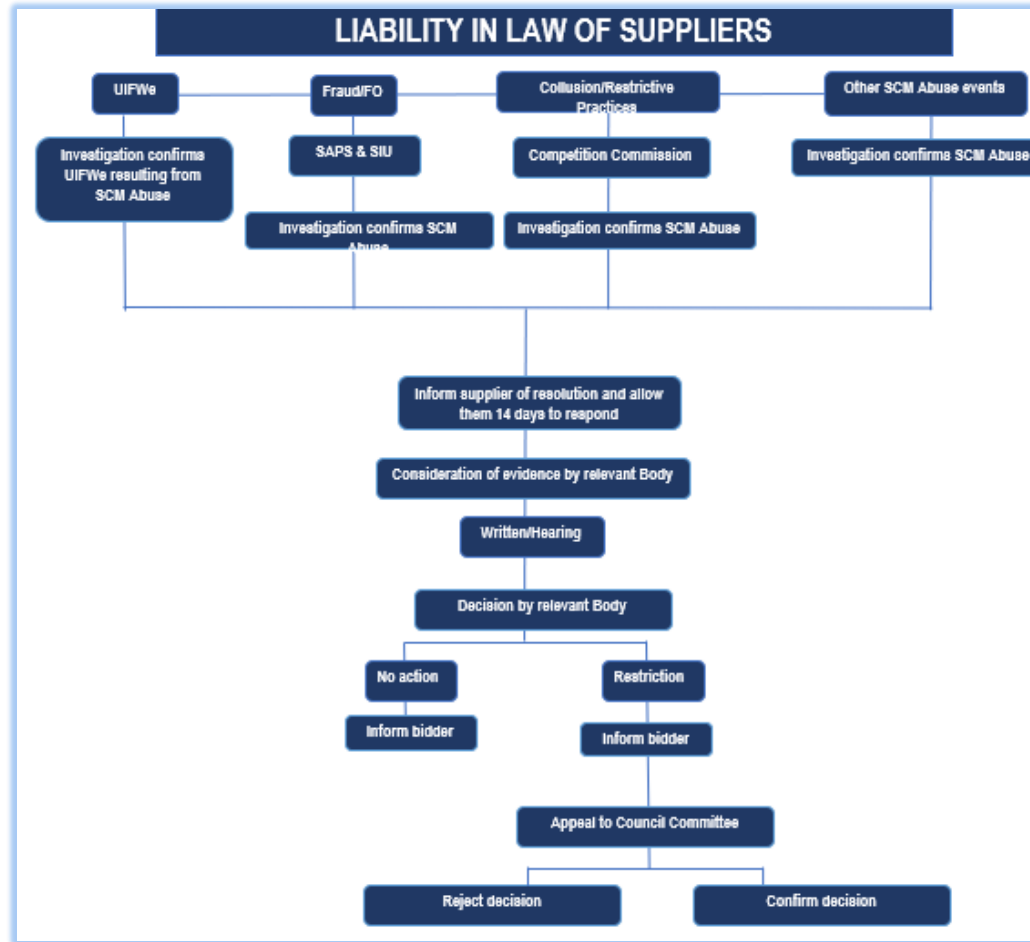 LIABILITY IN LAW OF SUPPLIERS
UIFWe
Fraud/FO
Collusion/Restrictive
Practices
Other SCM Abuse events
Investigation confirms
UIFWe resulting from
SCM Abuse
SAPS & SIU
Competition Commission
Investigation confirms SCM Abuse
Investigation confirms SCM
Abuse
Investigation confirms SCM Abuse
Inform supplier of resolution and allow
them 14 days to respond
Consideration of evidence by relevant Body
Written/Hearing
Decision by relevant Body
No action
Restriction
Inform bidder
Inform bidder
Appeal to Council Committee
Reject decision
Confirm decision